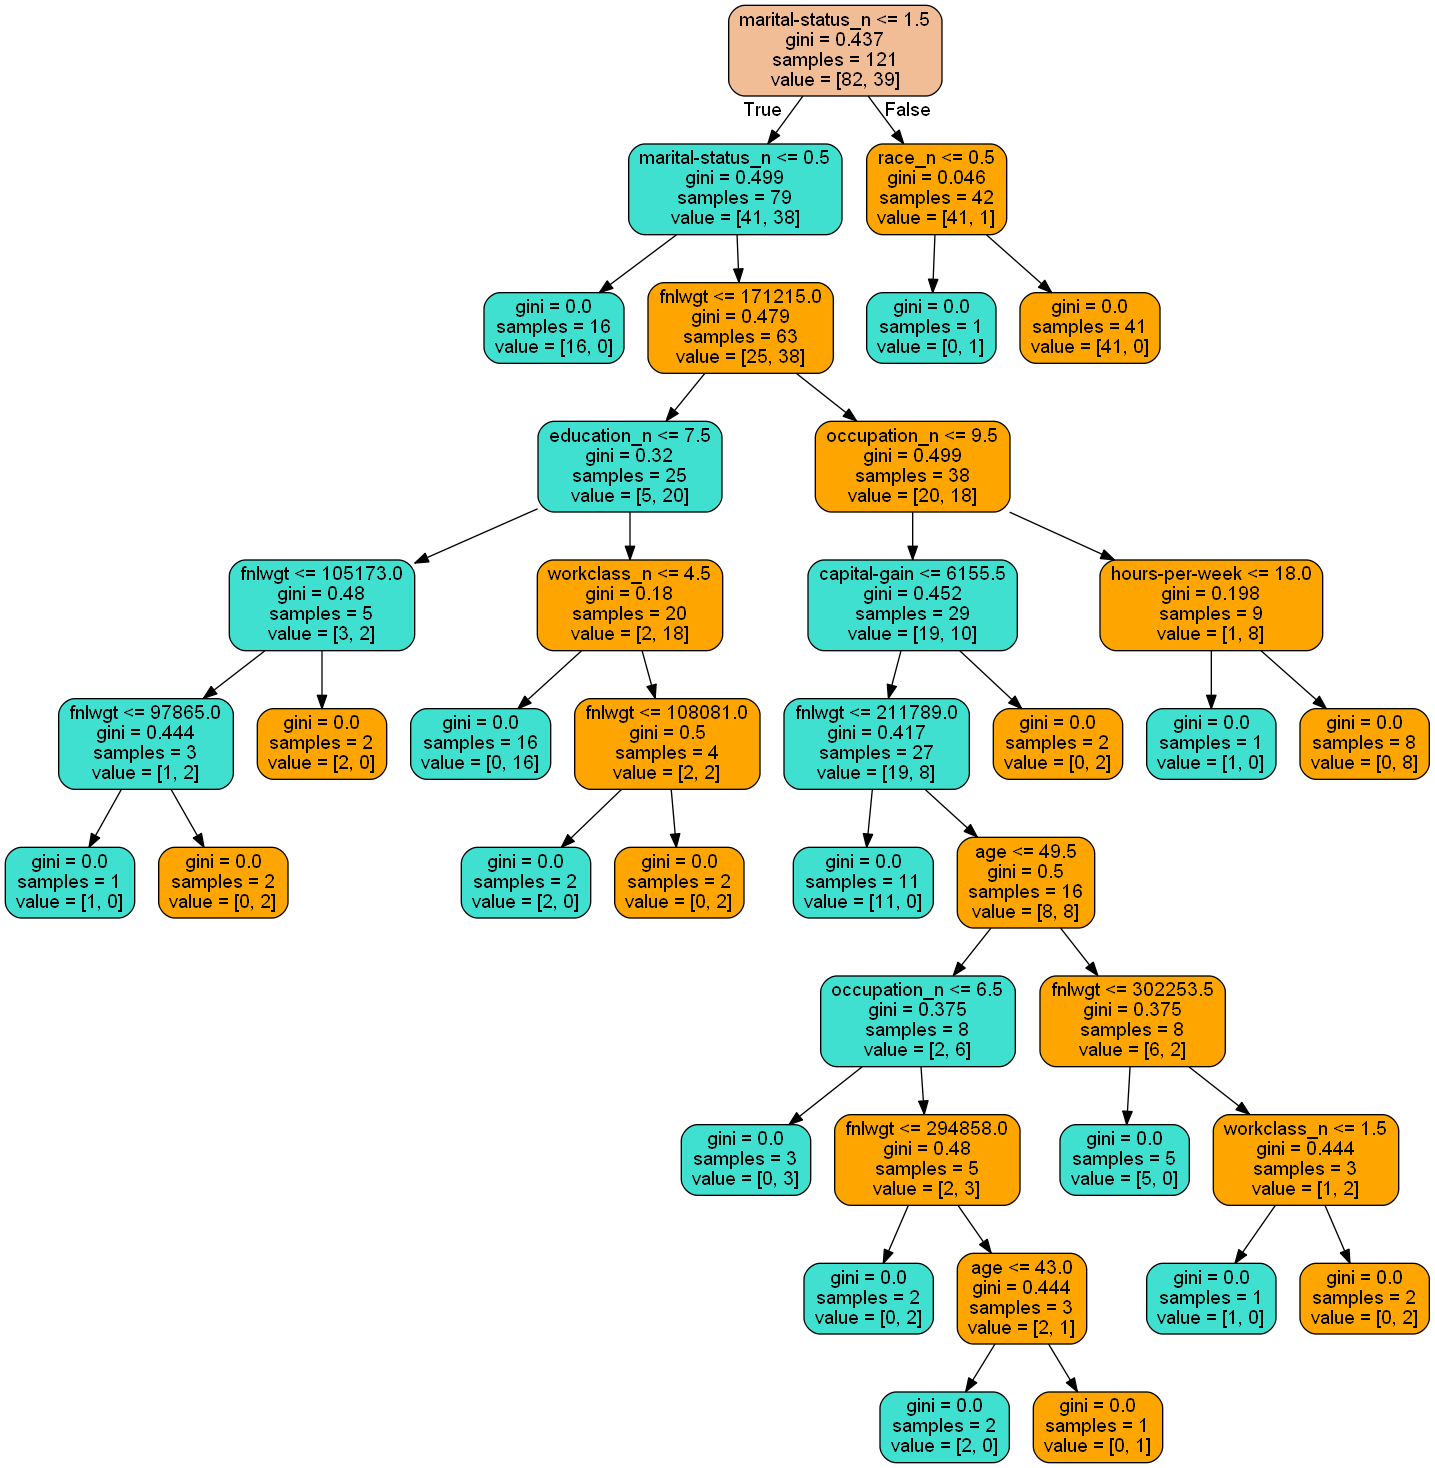 marital-status_n <= 1.5
gini = 0.437
samples = 121
value = [82, 39]
True
False
marital-status_n <= 0.5
gini = 0.499
samples = 79
value = [41, 38]
race_n <= 0.5
gini = 0.046
samples = 42
value = [41, 1]
gini = 0.0
samples = 16
value = [16, 0]
fnlwgt <= 171215.0
gini = 0.479
samples = 63
value = [25, 38]
gini = 0.0
samples = 1
value = [0, 1]
gini = 0.0
samples = 41
value = [41, 0]
education_n <= 7.5
gini = 0.32
samples = 25
value = [5, 20]
occupation_n <= 9.5
gini = 0.499
samples = 38
value = [20, 18]
fnlwgt <= 105173.0
gini = 0.48
samples = 5
value = [3, 2]
workclass_n <= 4.5
gini = 0.18
samples = 20
value = [2, 18]
capital-gain <= 6155.5
gini = 0.452
samples = 29
value = [19, 10]
hours-per-week <= 18.0
gini = 0.198
samples = 9
value = [1, 8]
fnlwgt <= 97865.0
gini = 0.444
samples = 3
value = [1, 2]
gini = 0.0
samples = 2
value = [2, 0]
gini = 0.0
samples = 16
value = [0, 16]
fnlwgt <= 108081.0
gini = 0.5
samples = 4
value = [2, 2]
fnlwgt <= 211789.0
gini = 0.417
samples = 27
value = [19, 8]
gini = 0.0
samples = 2
value = [0, 2]
gini = 0.0
samples = 1
value = [1, 0]
gini = 0.0
samples = 8
value = [0, 8]
gini = 0.0
samples = 1
value = [1, 0]
gini = 0.0
samples = 2
value = [0, 2]
gini = 0.0
samples = 2
value = [2, 0]
gini = 0.0
samples = 2
value = [0, 2]
gini = 0.0
samples = 11
value = [11, 0]
age <= 49.5
gini = 0.5
samples = 16
value = [8, 8]
occupation_n <= 6.5
gini = 0.375
samples = 8
value = [2, 6]
fnlwgt <= 302253.5
gini = 0.375
samples = 8
value = [6, 2]
gini = 0.0
samples = 3
value = [0, 3]
fnlwgt <= 294858.0
gini = 0.48
samples = 5
value = [2, 3]
gini = 0.0
samples = 5
value = [5, 0]
workclass_n <= 1.5
gini = 0.444
samples = 3
value = [1, 2]
gini = 0.0
samples = 2
value = [0, 2]
age <= 43.0
gini = 0.444
samples = 3
value = [2, 1]
gini = 0.0
samples = 1
value = [1, 0]
gini = 0.0
samples = 2
value = [0, 2]
gini = 0.0
samples = 2
value = [2, 0]
gini = 0.0
samples = 1
value = [0, 1]